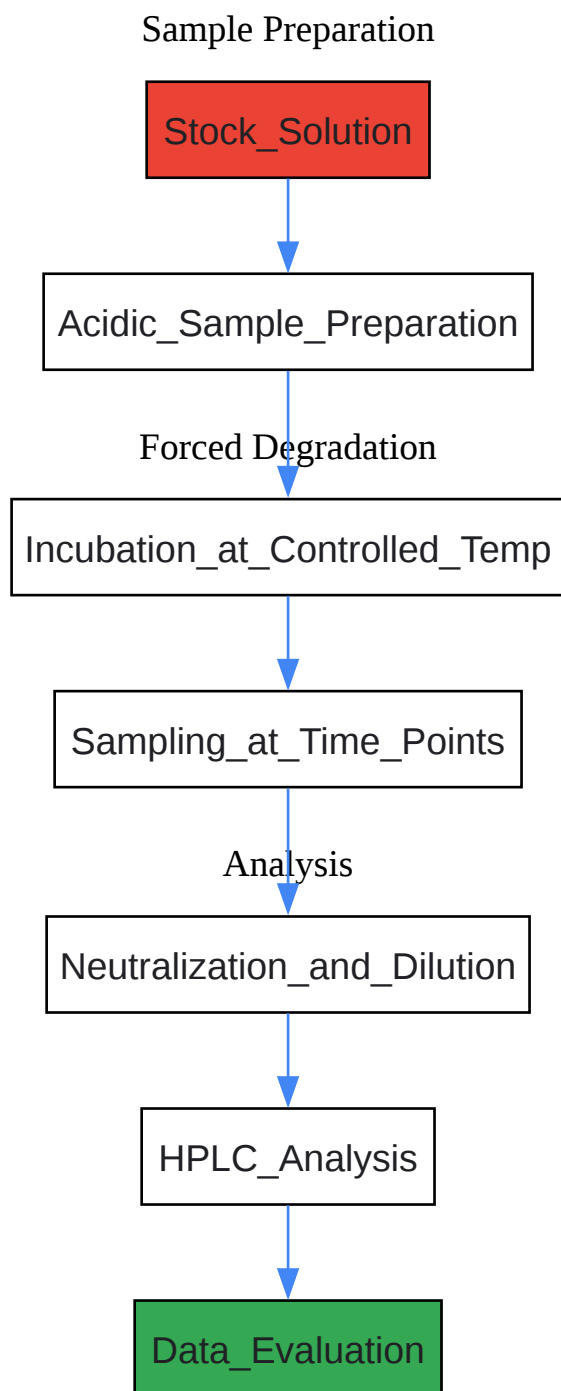 Sample Preparation
Stock_Solution
Acidic_Sample_Preparation
Forced Degradation
Incubation_at_Controlled_Temp
Sampling_at_Time_Points
Analysis
Neutralization_and_Dilution
HPLC_Analysis
Data_Evaluation